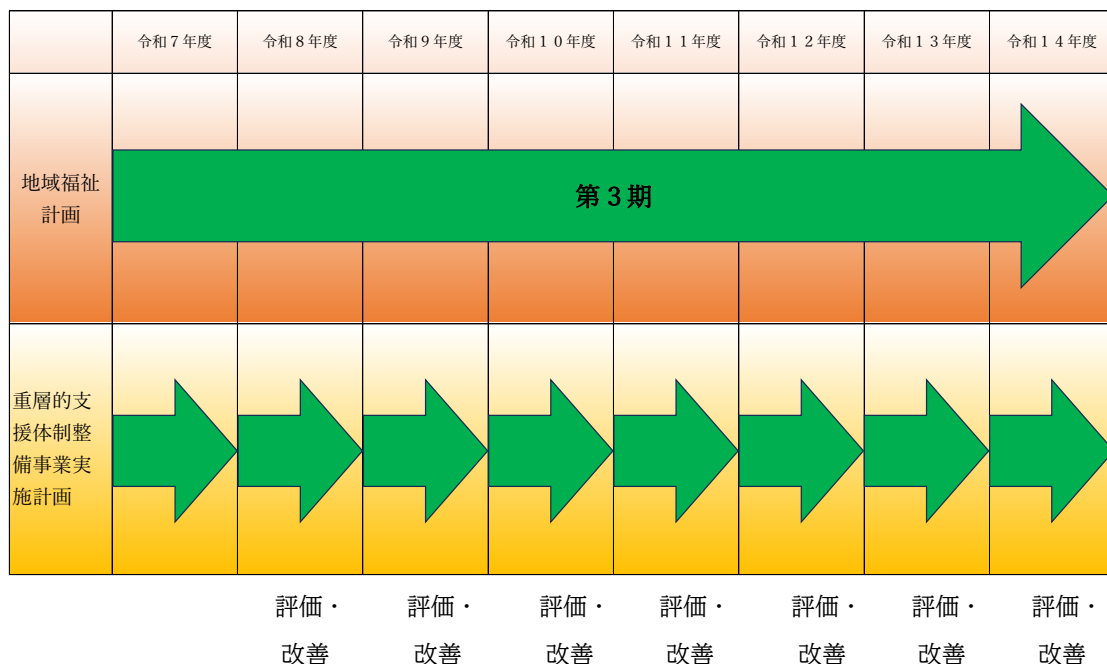 令和７年度 令和８年度 令和９年度 令和１０年度 令和１１年度 令和１２年度 令和１３年度 令和１４年度
地域福祉
計画
第３期
重層的支
援体制整
備事業実
施計画
評価・ 評価・ 評価・ 評価・ 評価・ 評価・ 評価・
改善 改善 改善 改善 改善 改善 改善